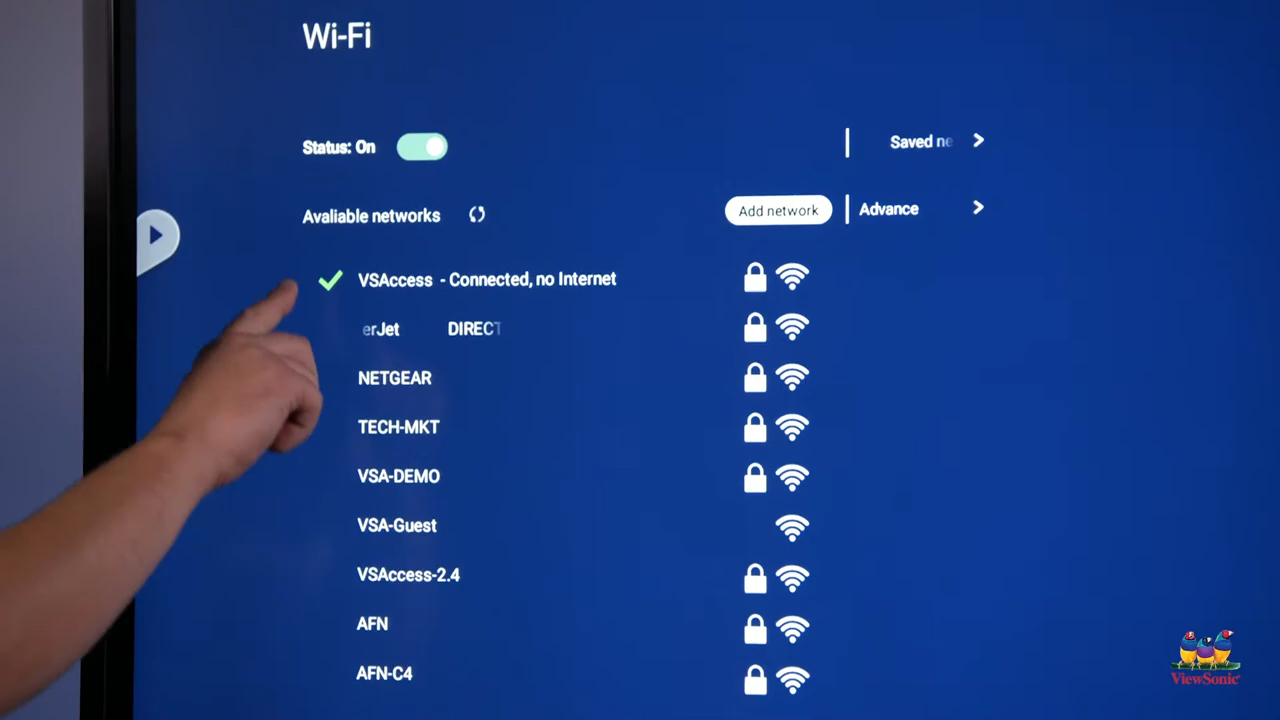 Wi-Fi
Status: On
Saved ne
Avaliable networks
Add network
Advance
VSAccess - Connected, no Internet
erJet DIRECT
NETGEAR
TECH-MKT
VSA-DEMO
VSA-Guest
VSAccess-2.4
AFN
AFN-C4
ViewSonic